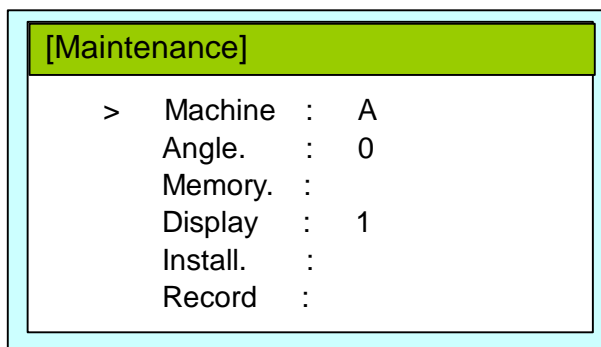 [Maintenance]
> Machine : A
Angle. : 0
Memory. :
Display : 1
Install. :
Record :